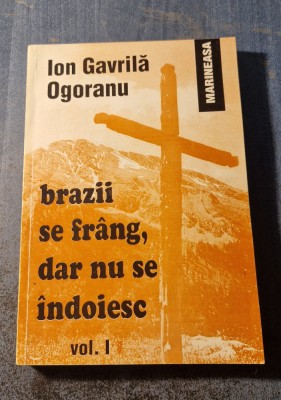 Ion Gavrilă
Ogoranu
MARINEASA
brazii
se frâng,
dar nu se
îndoiesc
vol. I